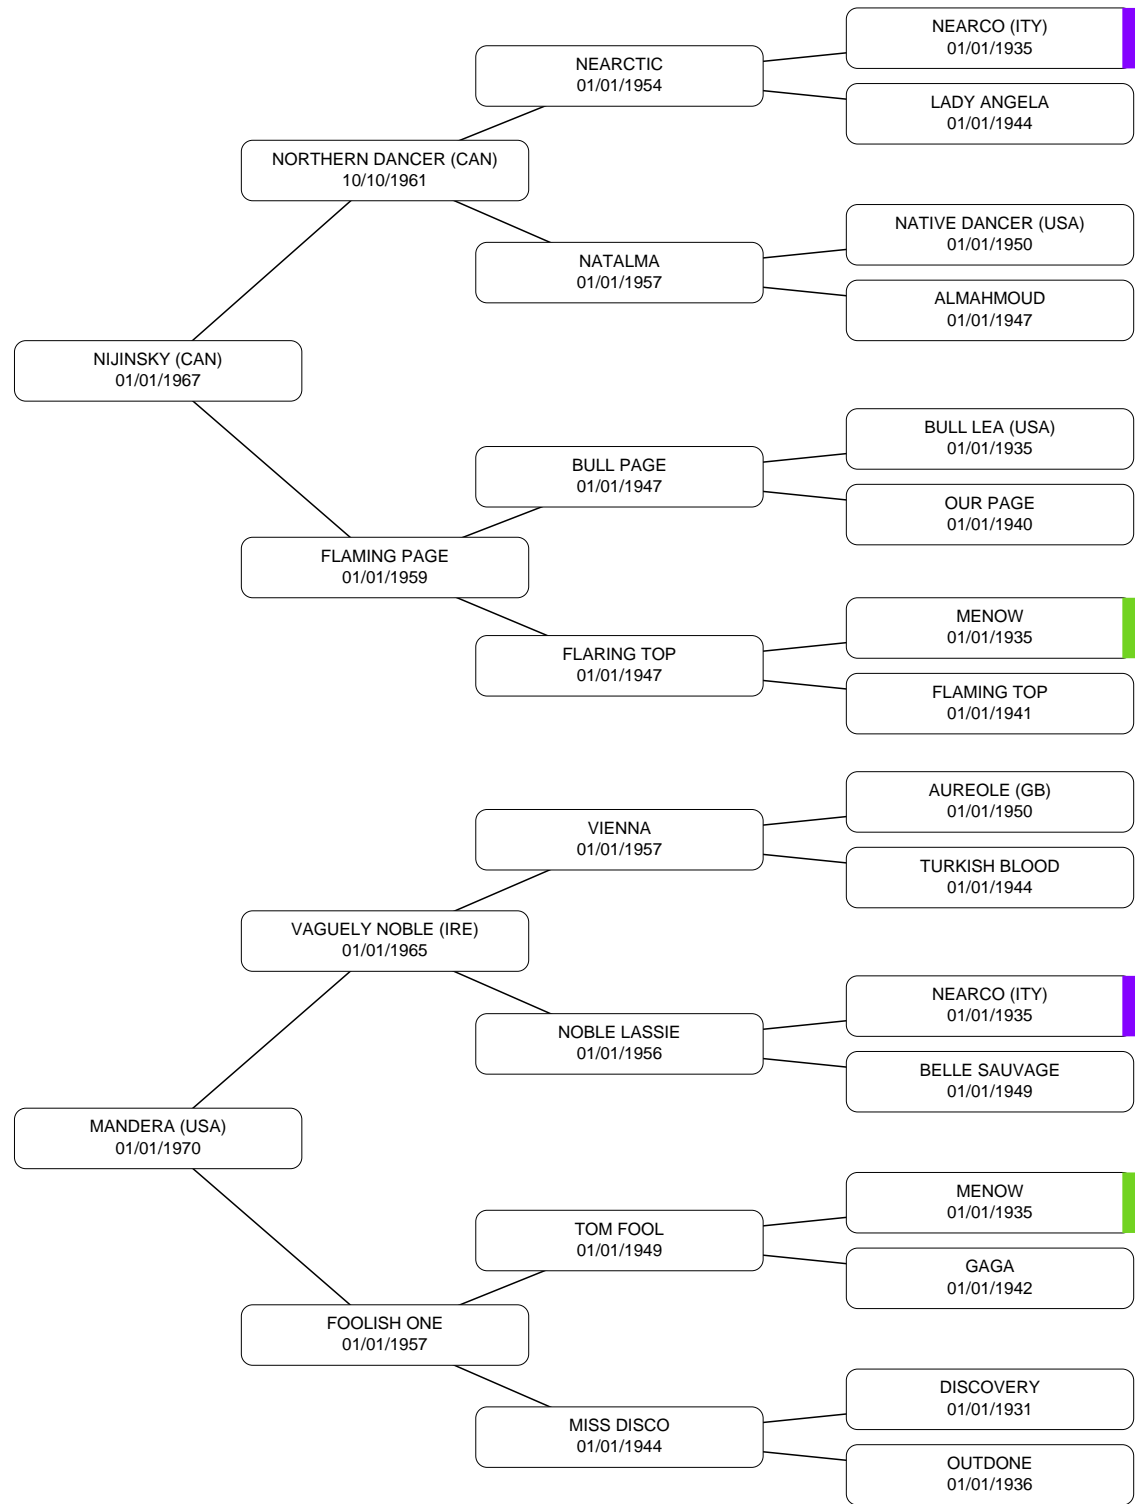 NEARCO (ITY)
01/01/1935
NEARCTIC
01/01/1954
LADY ANGELA
01/01/1944
NORTHERN DANCER (CAN)
10/10/1961
NATIVE DANCER (USA)
01/01/1950
NATALMA
01/01/1957
ALMAHMOUD
01/01/1947
NIJINSKY (CAN)
01/01/1967
BULL LEA (USA)
01/01/1935
BULL PAGE
01/01/1947
OUR PAGE
01/01/1940
FLAMING PAGE
01/01/1959
MENOW
01/01/1935
FLARING TOP
01/01/1947
FLAMING TOP
01/01/1941
AUREOLE (GB)
01/01/1950
VIENNA
01/01/1957
TURKISH BLOOD
01/01/1944
VAGUELY NOBLE (IRE)
01/01/1965
NEARCO (ITY)
01/01/1935
NOBLE LASSIE
01/01/1956
BELLE SAUVAGE
01/01/1949
MANDERA (USA)
01/01/1970
MENOW
01/01/1935
TOM FOOL
01/01/1949
GAGA
01/01/1942
FOOLISH ONE
01/01/1957
DISCOVERY
01/01/1931
MISS DISCO
01/01/1944
OUTDONE
01/01/1936